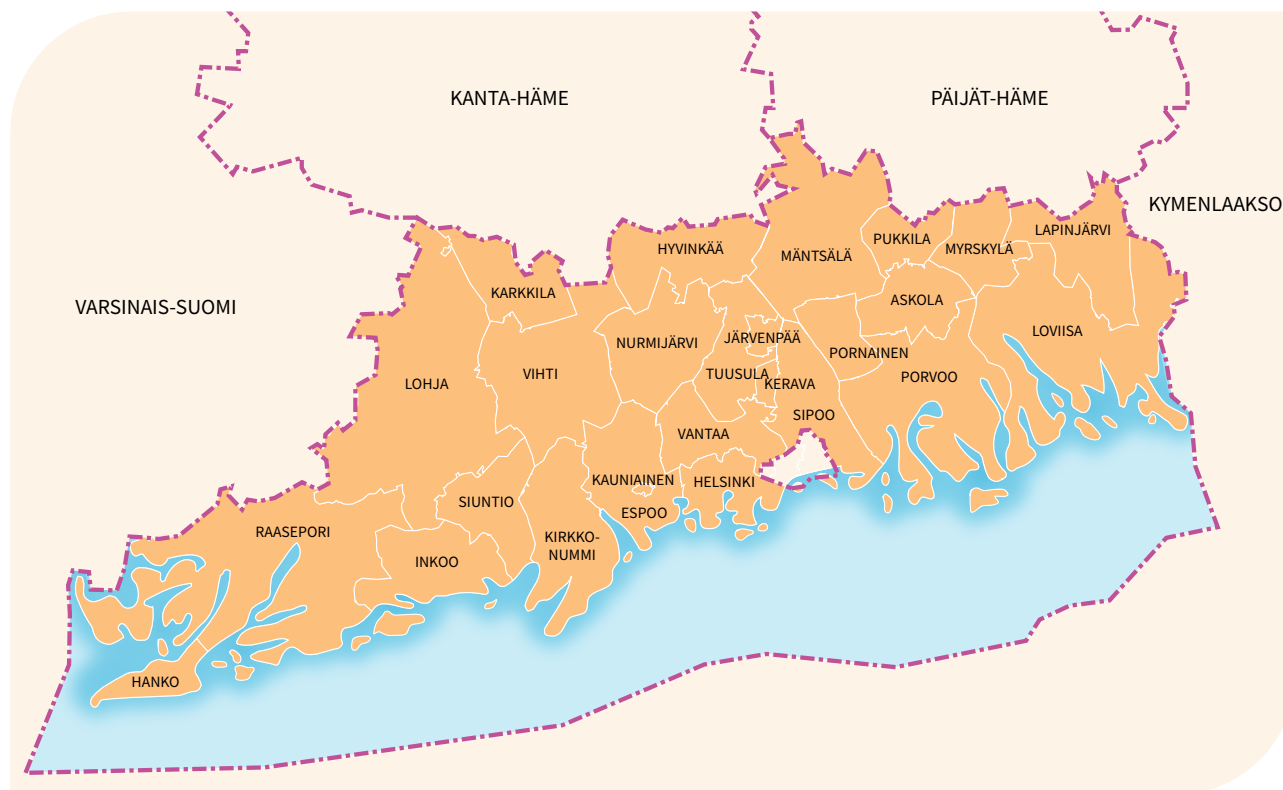 KANTA-HÄME
PÄIJÄT-HÄME
KYMENLAAKSO
VARSINAIS-SUOMI
LAPINJÄRVI
PUKKILA
MYRSKYLÄ
HYVINKÄÄ
MÄNTSÄLÄ
KARKKILA
ASKOLA
LOVIISA
NURMIJÄRVI
JÄRVENPÄÄ
PORNAINEN
LOHJA
VIHTI
TUUSULA
KERAVA
PORVOO
SIPOO
VANTAA
KAUNIAINEN
HELSINKI
SIUNTIO
ESPOO
RAASEPORI
KIRKKO-
NUMMI
INKOO
HANKO